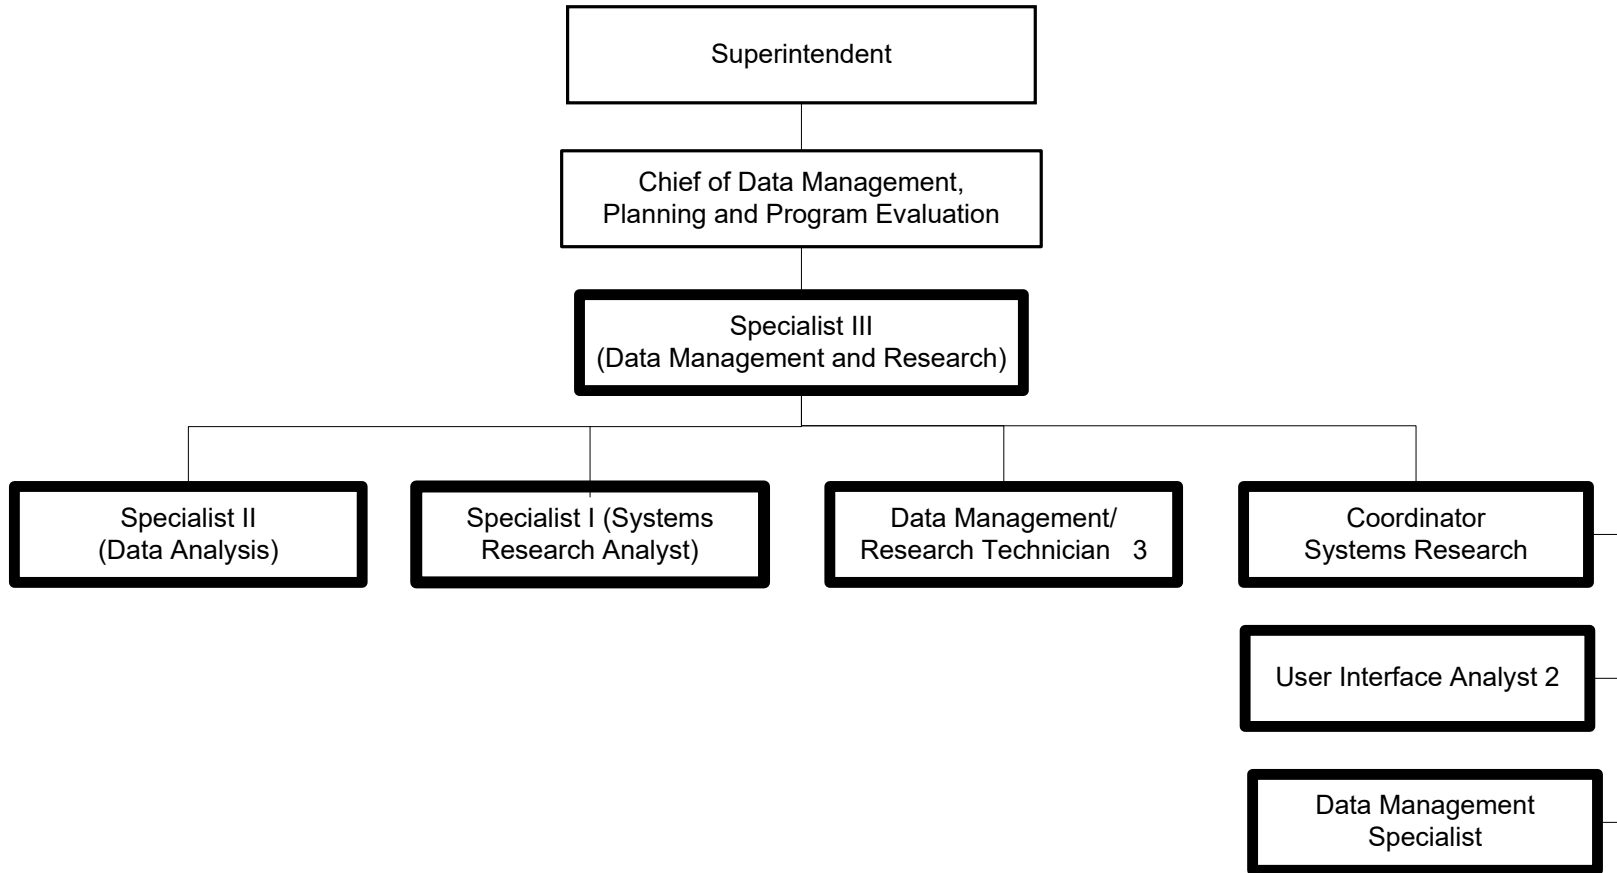 Superintendent
Chief of Data Management,
Planning and Program Evaluation
Specialist III
(Data Management and Research)
Specialist II
(Data Analysis)
Specialist I (Systems
Research Analyst)
Data Management/
Research Technician 3
Coordinator
Systems Research
User Interface Analyst 2
Data Management
Specialist